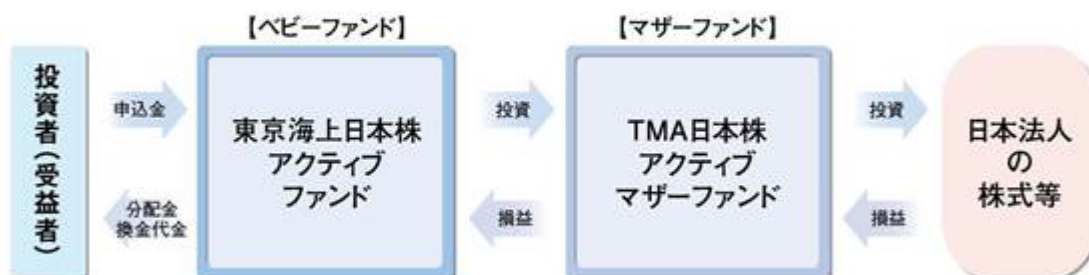 【ベビーファンド】
【マザーファンド】
投資者(受益者)
申込金
分配金
換金代金
東京海上日本株
アクティブ
ファンド
投資
損益
TMA日本株
アクティブ
マザーファンド
投資
損益
日本法人
の
株式等